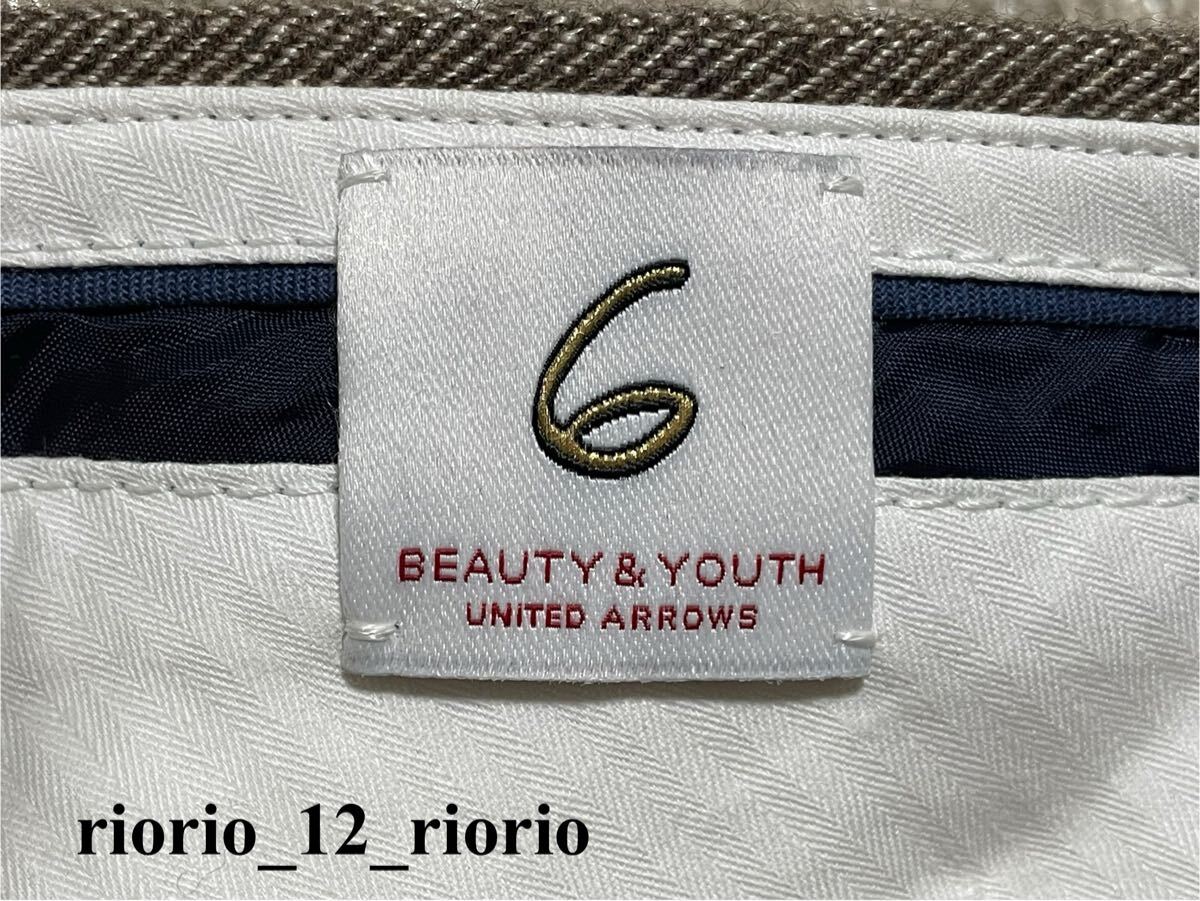 6
BEAUTY & YOUTH
UNITED ARROWS
riorio_12_riorio